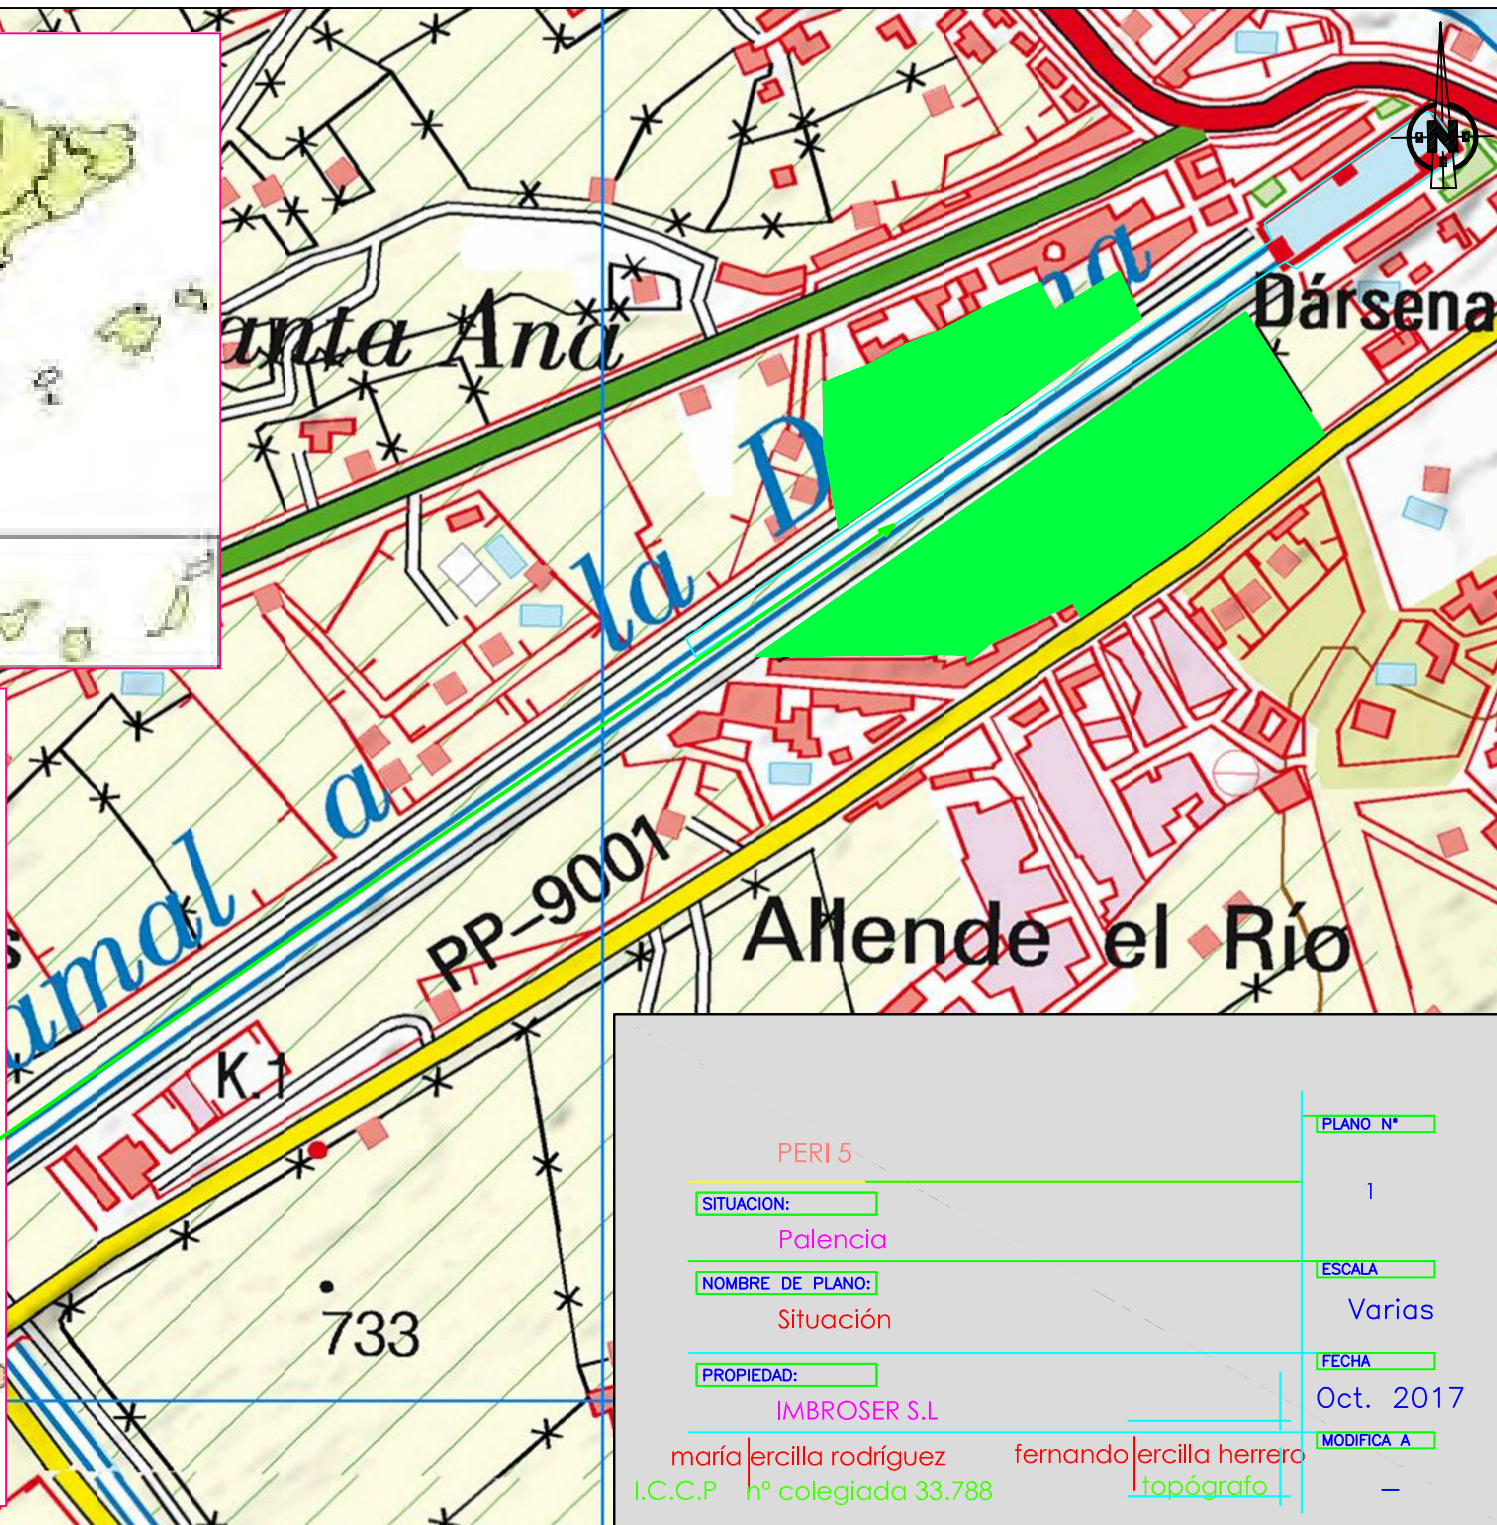 N
anta Ana
Dársena
Ramal a la Dársena
PP-9001
Allende el Río
K.1
s
733
PERI 5
PLANO Nº
1
SITUACION:
Palencia
NOMBRE DE PLANO:
Situación
ESCALA
Varias
PROPIEDAD:
IMBROSER S.L
FECHA
Oct. 2017
MODIFICA A
—
maría ercilla rodríguez
fernando ercilla herrero
I.C.C.P nº colegiada 33.788
topógrafo